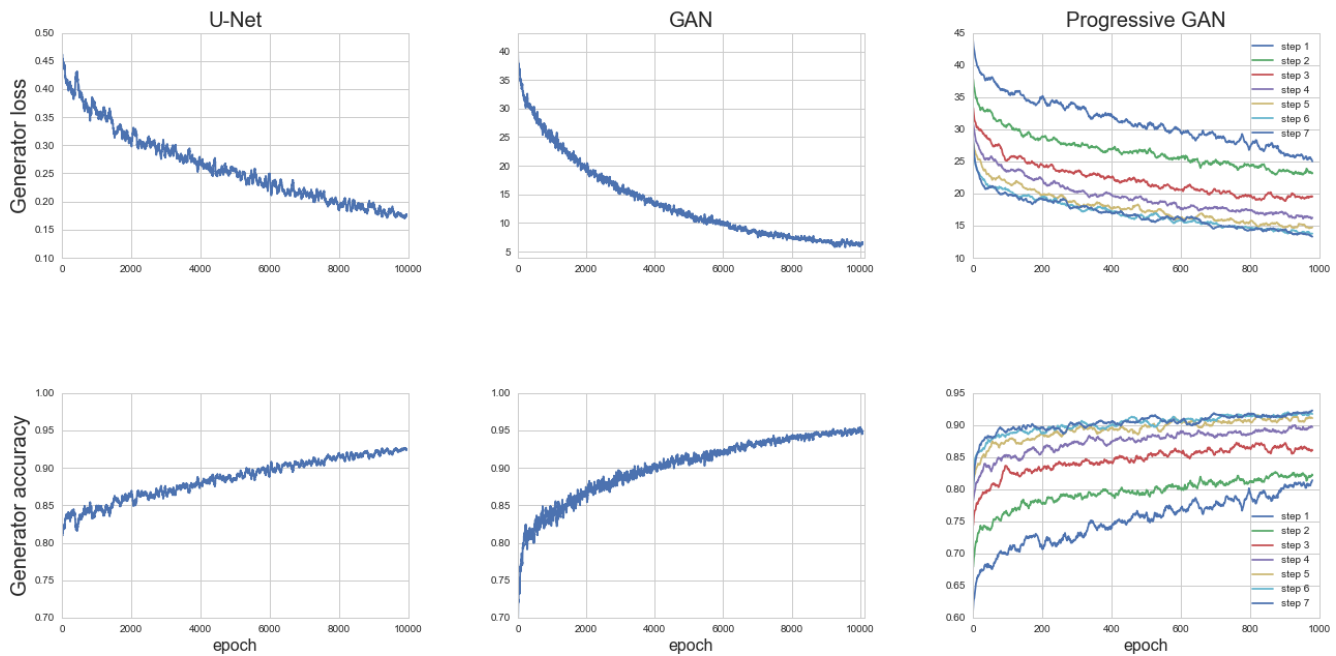 U-Net
GAN
Progressive GAN
Generator loss
0.50
0.45
0.40
0.35
0.30
0.25
0.20
0.15
0.10
0 2000 4000 6000 8000 10000
40
35
30
25
20
15
10
5
0 2000 4000 6000 8000 10000
45
40
35
30
25
20
15
10
0 200 400 600 800 1000
step 1
step 2
step 3
step 4
step 5
step 6
step 7
Generator accuracy
1.00
0.95
0.90
0.85
0.80
0.75
0.70
0 2000 4000 6000 8000 10000
epoch
1.00
0.95
0.90
0.85
0.80
0.75
0.70
0 2000 4000 6000 8000 10000
epoch
0.95
0.90
0.85
0.80
0.75
0.70
0.65
0.60
0 200 400 600 800 1000
epoch
step 1
step 2
step 3
step 4
step 5
step 6
step 7